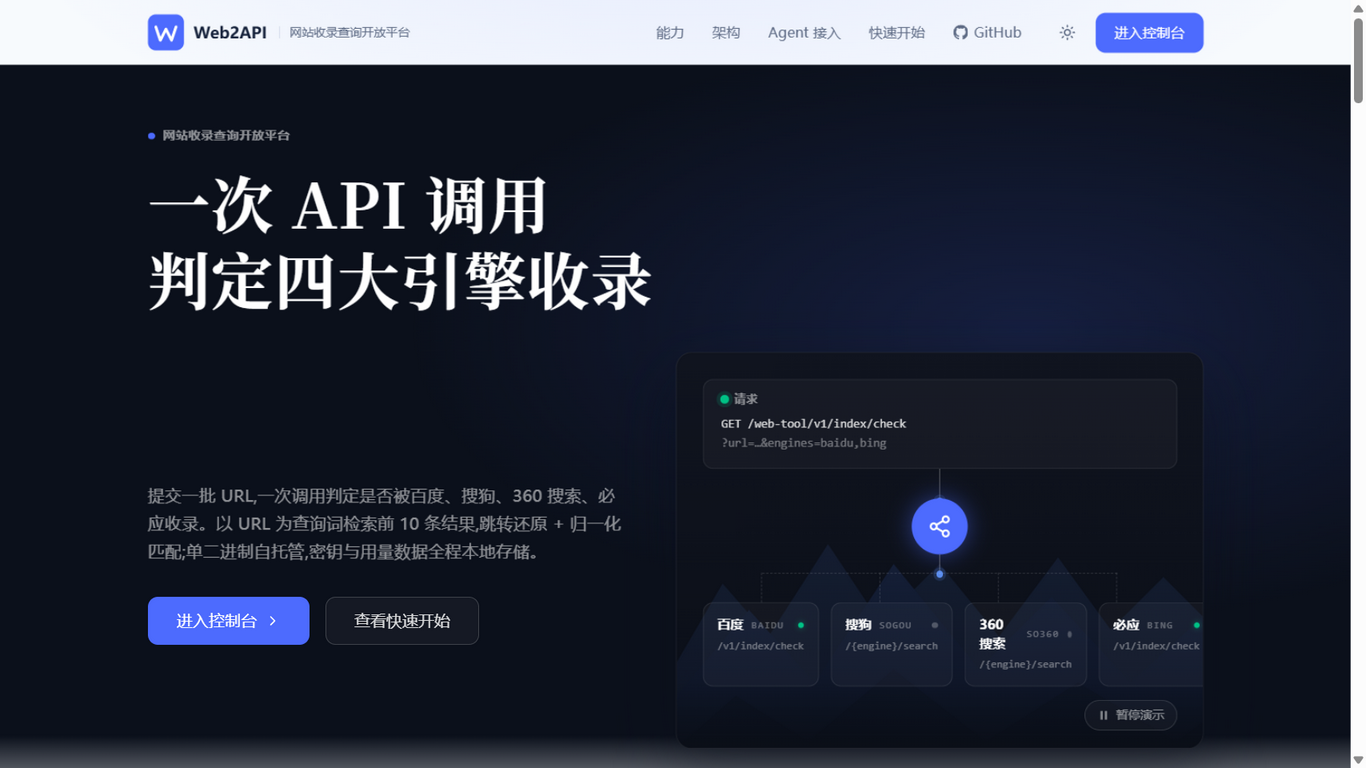 Web2API
网站收录查询开放平台
能力
架构
Agent 接入
快速开始
GitHub
进入控制台
网站收录查询开放平台
一次 API 调用
判定四大引擎收录
提交一批 URL,一次调用判定是否被百度、搜狗、360 搜索、必
应收录。以 URL 为查询词检索前 10 条结果,跳转还原 + 归一化
匹配;单二进制自托管,密钥与用量数据全程本地存储。
进入控制台
查看快速开始
请求
GET /web-tool/v1/index/check
?url=…&engines=baidu,bing
百度 BAIDU
/v1/index/check
搜狗 SOGOU
/{engine}/search
360
搜索 SO360
/{engine}/search
必应 BING
/v1/index/check
暂停演示